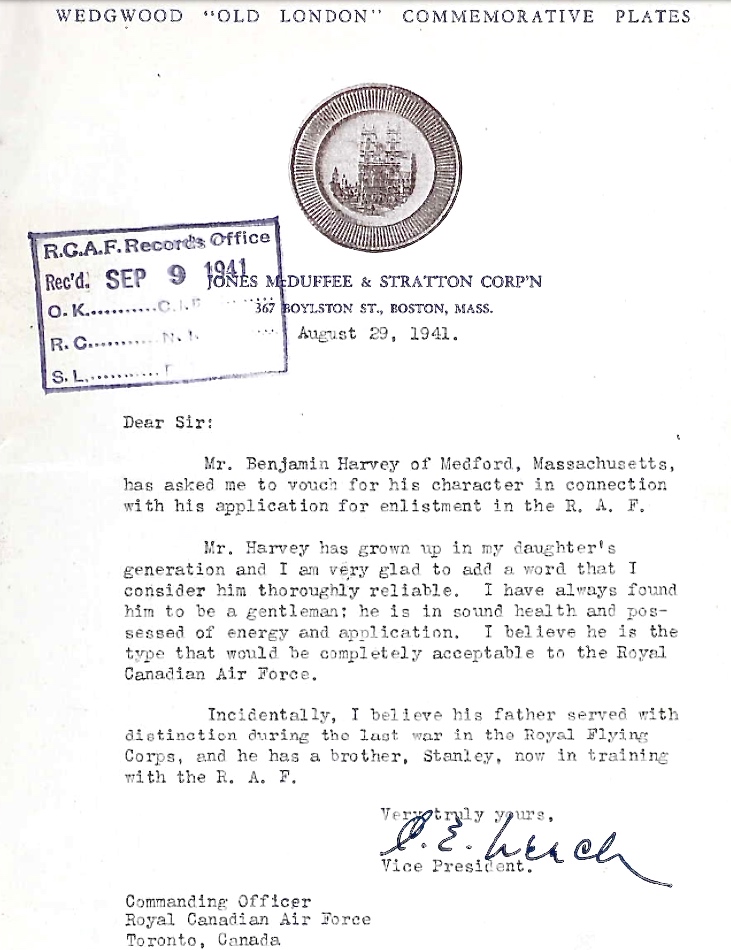 WEDGWOOD "OLD LONDON" COMMEMORATIVE PLATES
R.C.A.F. Records Office
Rec'd. SEP 9 1941
O. K.
R. C.
S. L.
JONES McDUFFEE & STRATTON CORP'N
367 BOYLSTON ST., BOSTON, MASS.
August 29, 1941.
Dear Sir:
Mr. Benjamin Harvey of Medford, Massachusetts,
has asked me to vouch for his character in connection
with his application for enlistment in the R. A. F.
Mr. Harvey has grown up in my daughter's
generation and I am very glad to add a word that I
consider him thoroughly reliable. I have always found
him to be a gentleman; he is in sound health and pos-
sessed of energy and application. I believe he is the
type that would be completely acceptable to the Royal
Canadian Air Force.
Incidentally, I believe his father served with
distinction during the last war in the Royal Flying
Corps, and he has a brother, Stanley, now in training
with the R. A. F.
Very truly yours,
Vice President.
Commanding Officer
Royal Canadian Air Force
Toronto, Canada